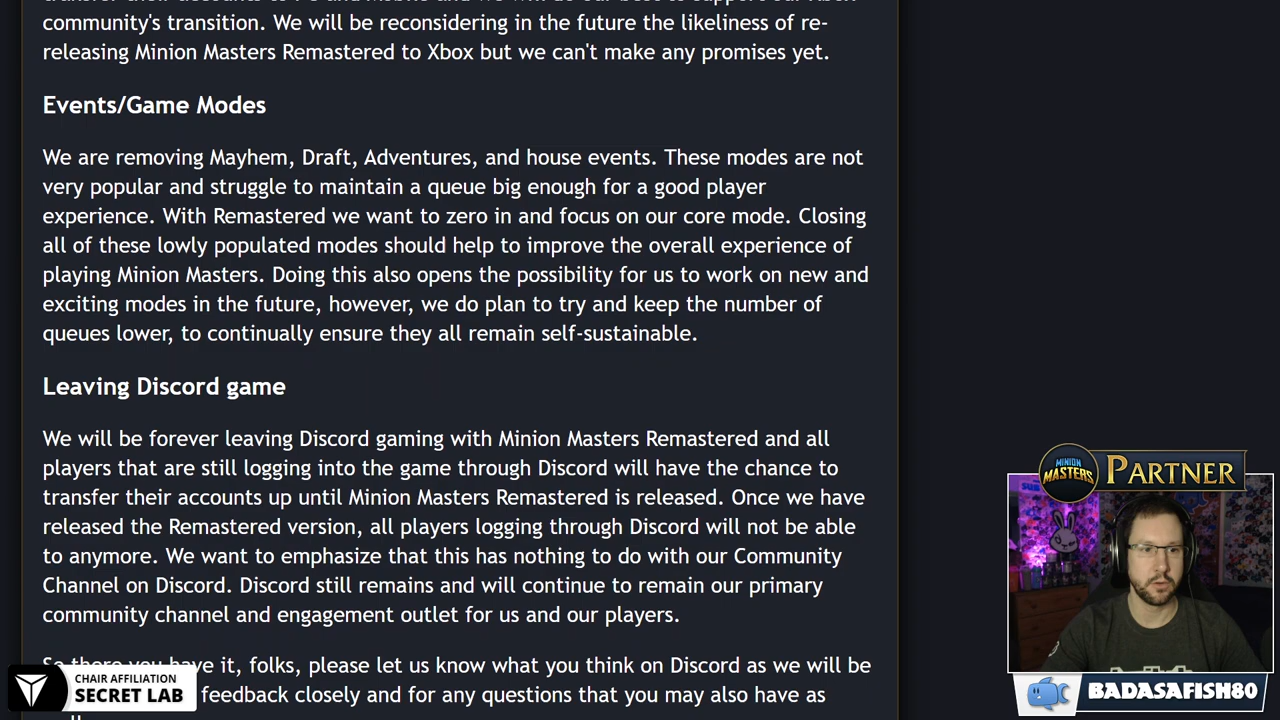 community's transition. We will be reconsidering in the future the likeliness of re-
releasing Minion Masters Remastered to Xbox but we can't make any promises yet.
Events/Game Modes
We are removing Mayhem, Draft, Adventures, and house events. These modes are not
very popular and struggle to maintain a queue big enough for a good player
experience. With Remastered we want to zero in and focus on our core mode. Closing
all of these lowly populated modes should help to improve the overall experience of
playing Minion Masters. Doing this also opens the possibility for us to work on new and
exciting modes in the future, however, we do plan to try and keep the number of
queues lower, to continually ensure they all remain self-sustainable.
Leaving Discord game
We will be forever leaving Discord gaming with Minion Masters Remastered and all
players that are still logging into the game through Discord will have the chance to
transfer their accounts up until Minion Masters Remastered is released. Once we have
released the Remastered version, all players logging through Discord will not be able
to anymore. We want to emphasize that this has nothing to do with our Community
Channel on Discord. Discord still remains and will continue to remain our primary
community channel and engagement outlet for us and our players.
So there you have it, folks, please let us know what you think on Discord as we will be
feedback closely and for any questions that you may also have as
CHAIR AFFILIATION
SECRET LAB
MINION
MASTERS
PARTNER
BADASAFISH80